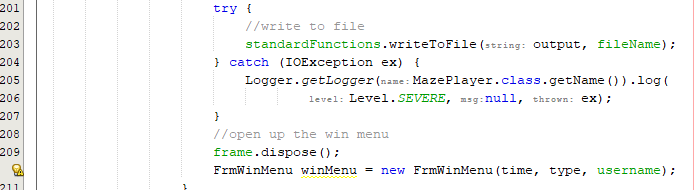 201 try {
202 //write to file
203 standardFunctions.writeToFile(string: output, fileName);
204 } catch (IOException ex) {
205 Logger.getLogger(name:MazePlayer.class.getName()).log(
206 level: Level.SEVERE, msg:null, thrown: ex);
207 }
208 //open up the win menu
209 frame.dispose();
FrmWinMenu winMenu = new FrmWinMenu(time, type, username);
211 }